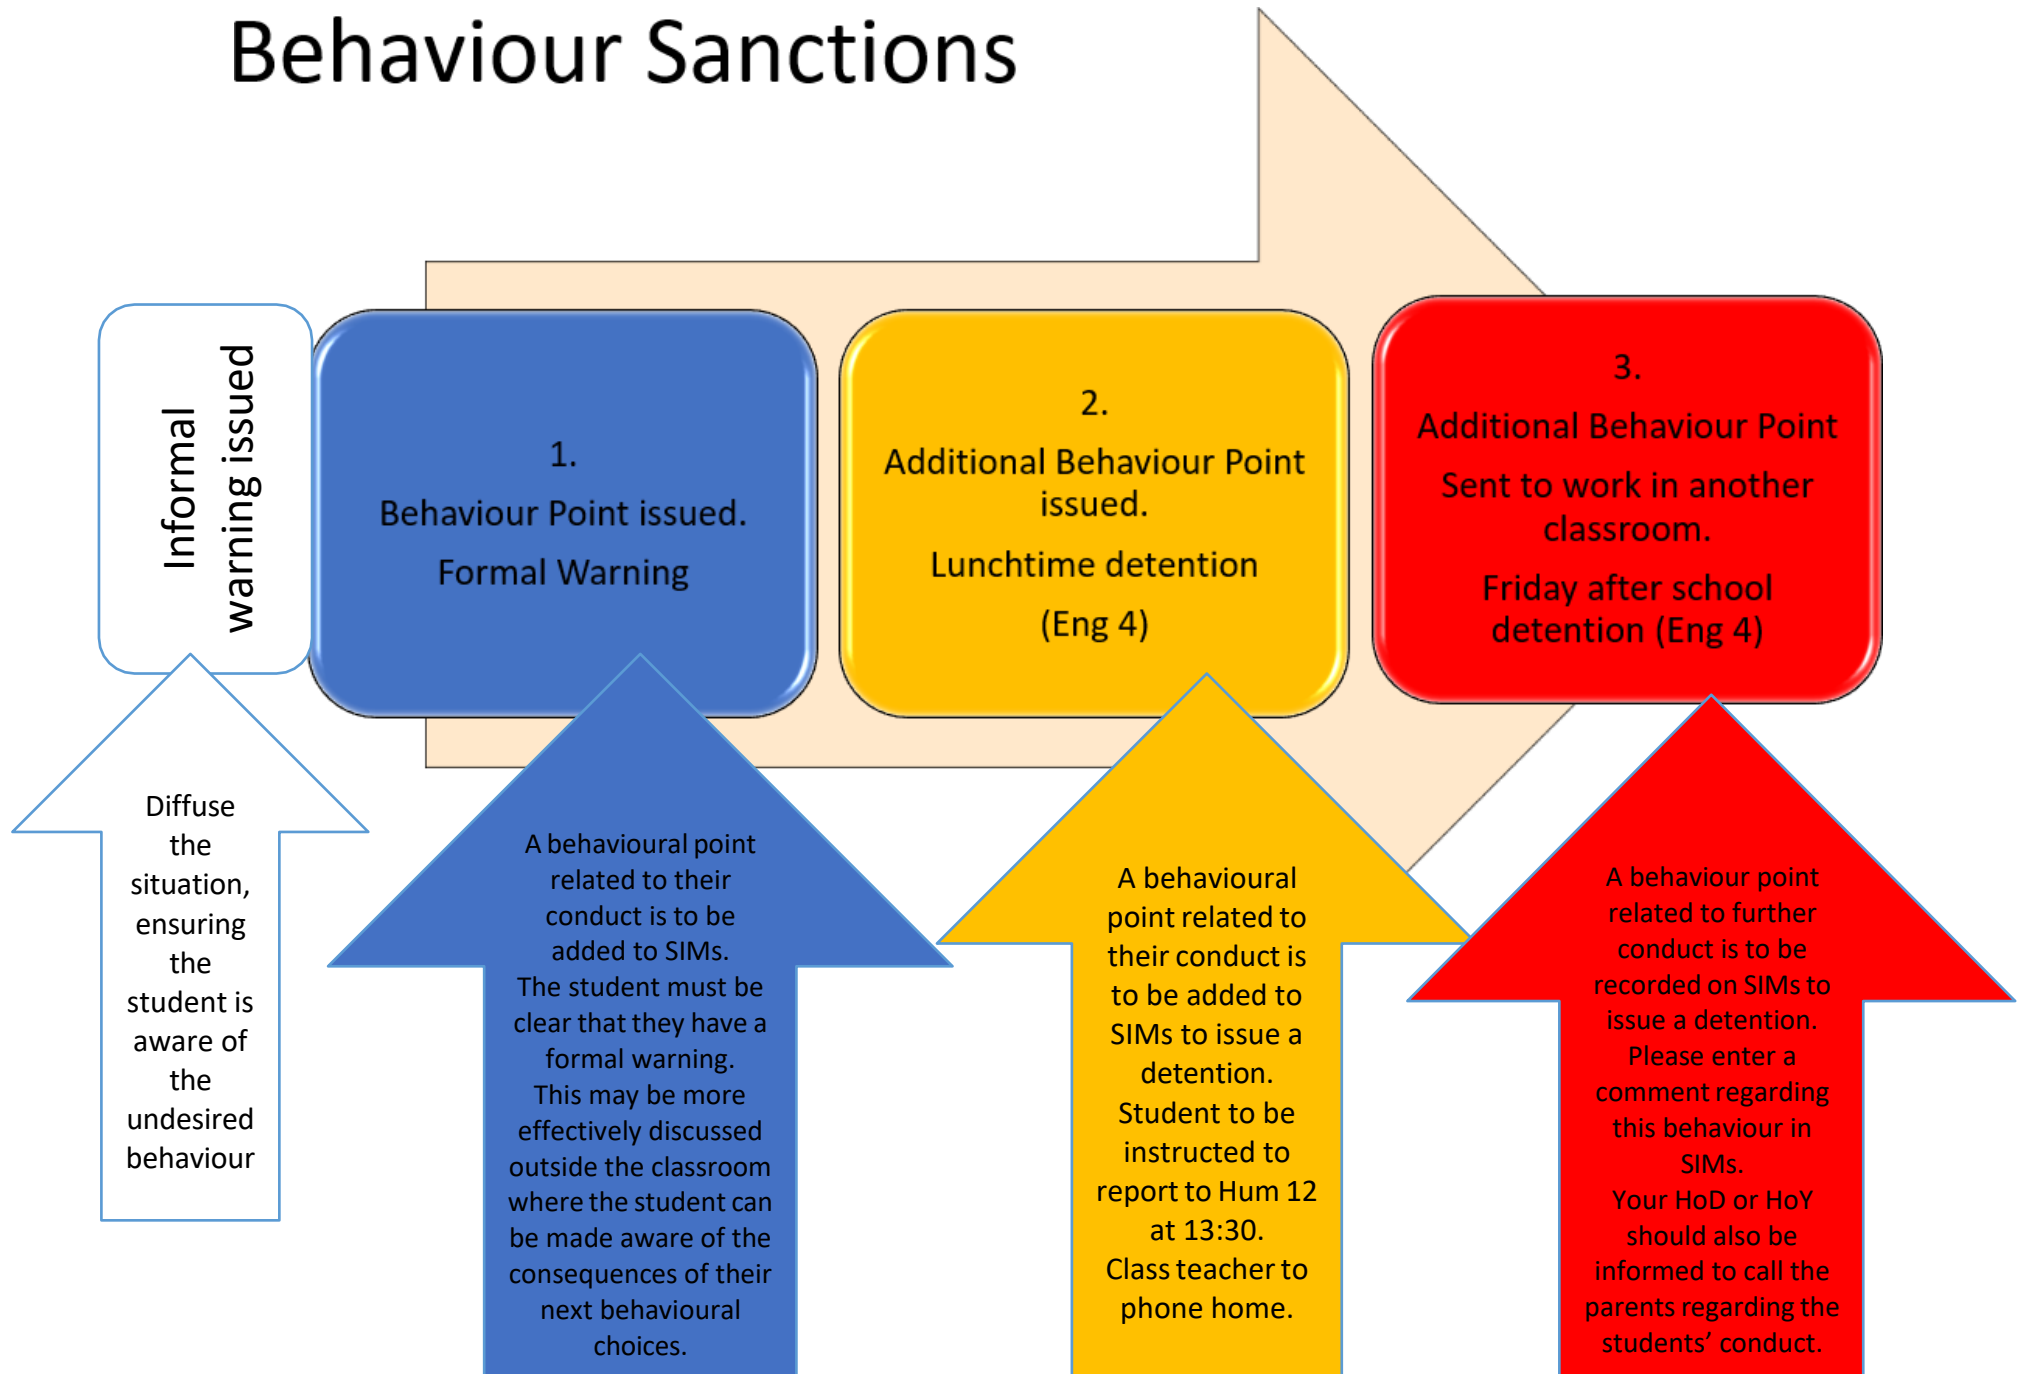 Behaviour Sanctions
Informal
warning issued
1.
Behaviour Point issued.
Formal Warning
2.
Additional Behaviour Point
issued.
Lunchtime detention
(Eng 4)
3.
Additional Behaviour Point
Sent to work in another
classroom.
Friday after school
detention (Eng 4)
Diffuse
the
situation,
ensuring
the
student is
aware of
the
undesired
behaviour
A behavioural point
related to their
conduct is to be
added to SIMs.
The student must be
clear that they have a
formal warning.
This may be more
effectively discussed
outside the classroom
where the student can
be made aware of the
consequences of their
next behavioural
choices.
A behavioural
point related to
their conduct is
to be added to
SIMs to issue a
detention.
Student to be
instructed to
report to Hum 12
at 13:30.
Class teacher to
phone home.
A behaviour point
related to further
conduct is to be
recorded on SIMs to
issue a detention.
Please enter a
comment regarding
this behaviour in
SIMs.
Your HoD or HoY
should also be
informed to call the
parents regarding the
students’ conduct.